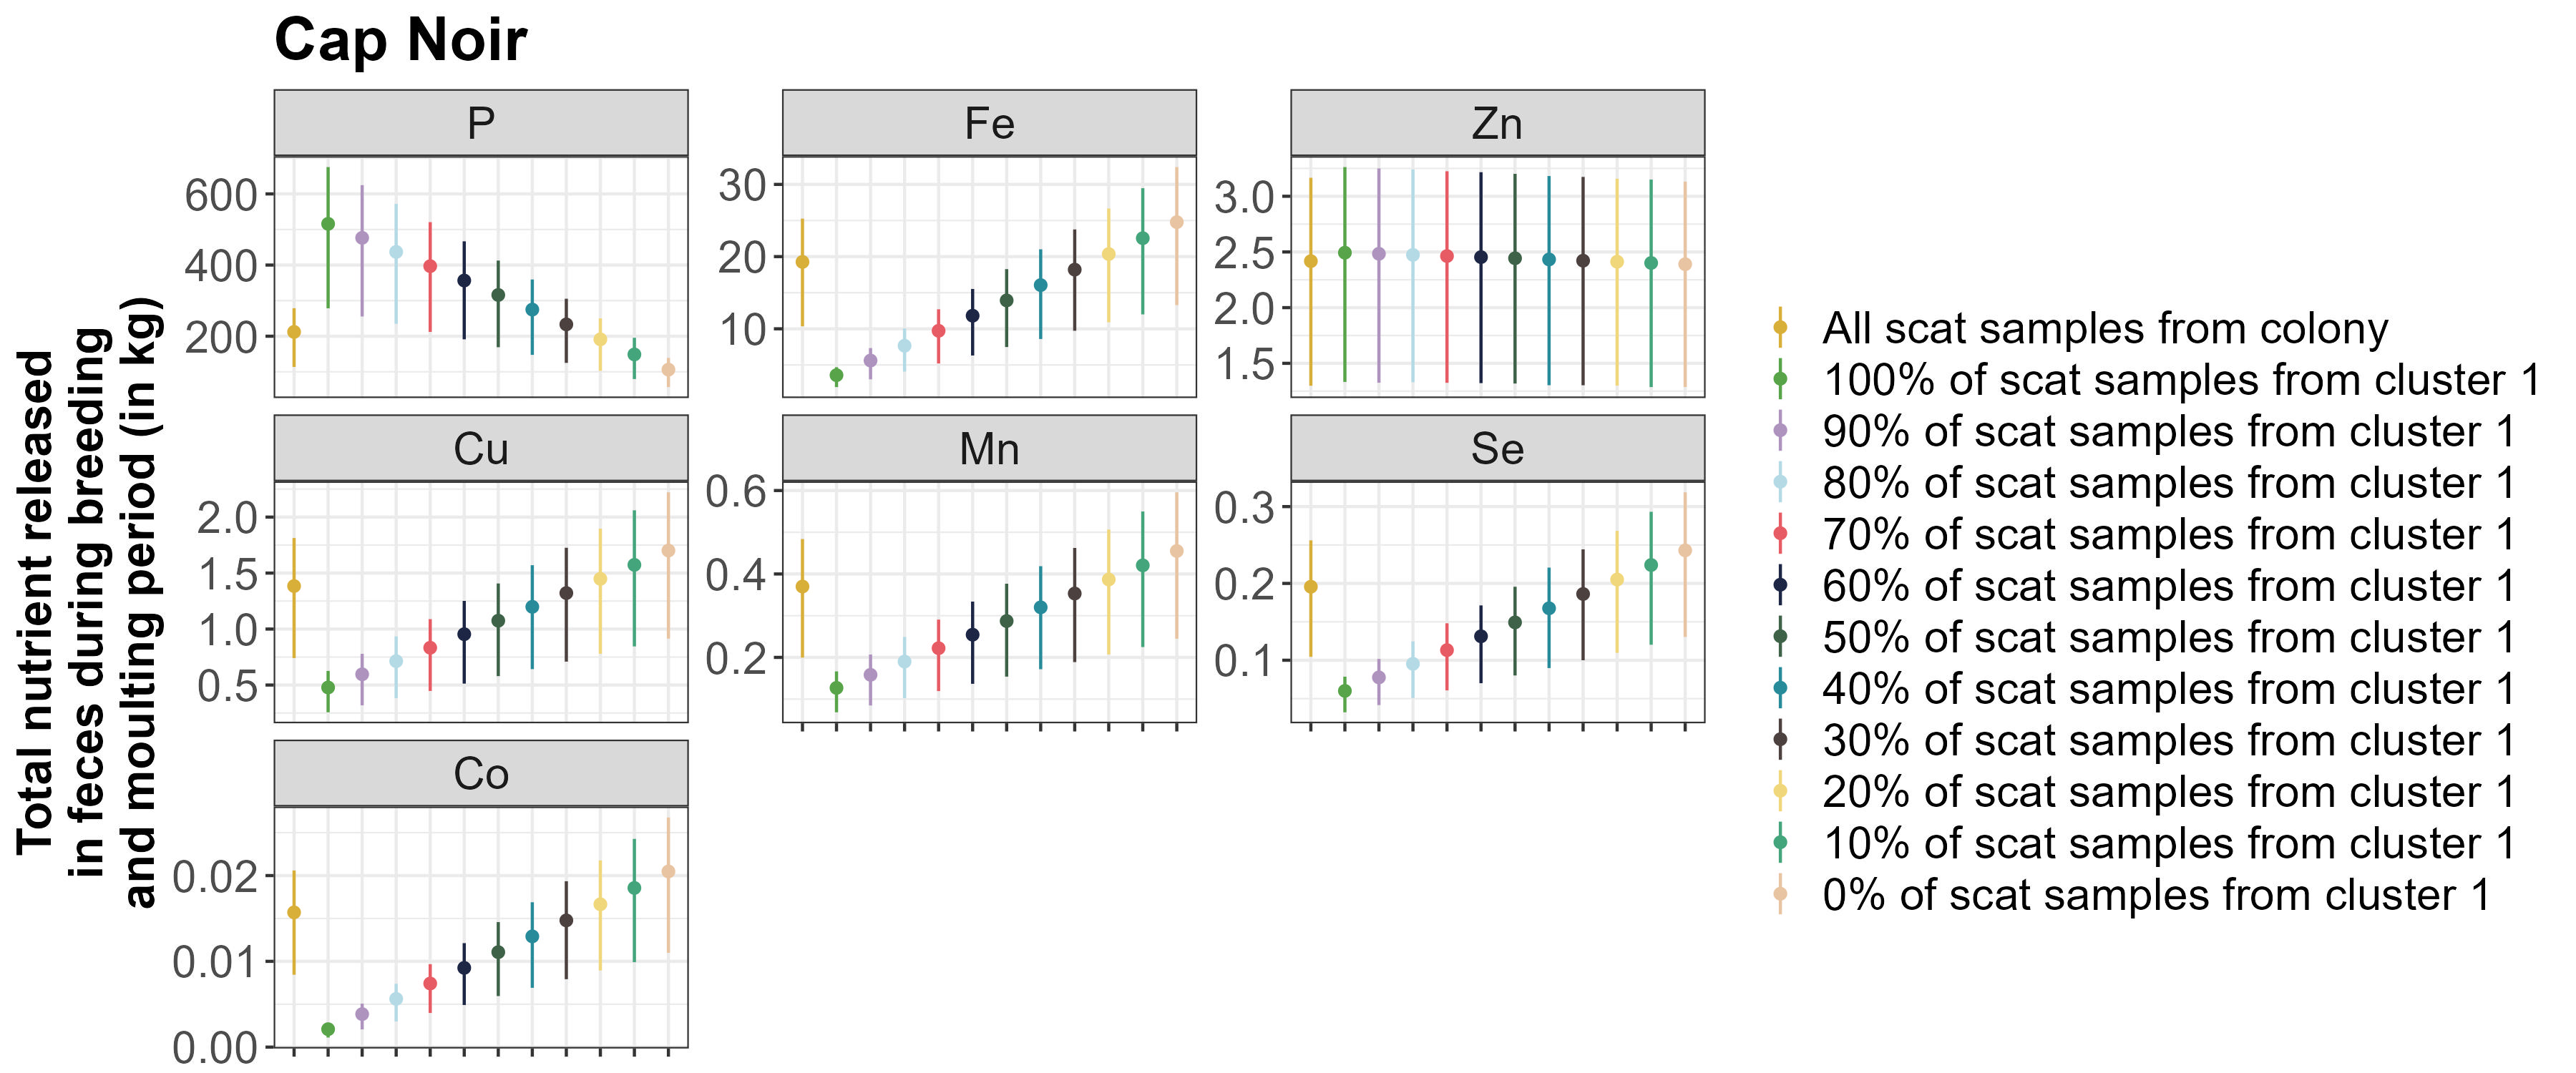 Cap Noir
Total nutrient released
in feces during breeding
and moulting period (in kg)
P
600
400
200
Fe
30
20
10
Zn
3.0
2.5
2.0
1.5
Cu
2.0
1.5
1.0
0.5
Mn
0.6
0.4
0.2
Se
0.3
0.2
0.1
Co
0.02
0.01
0.00
All scat samples from colony
100% of scat samples from cluster 1
90% of scat samples from cluster 1
80% of scat samples from cluster 1
70% of scat samples from cluster 1
60% of scat samples from cluster 1
50% of scat samples from cluster 1
40% of scat samples from cluster 1
30% of scat samples from cluster 1
20% of scat samples from cluster 1
10% of scat samples from cluster 1
0% of scat samples from cluster 1